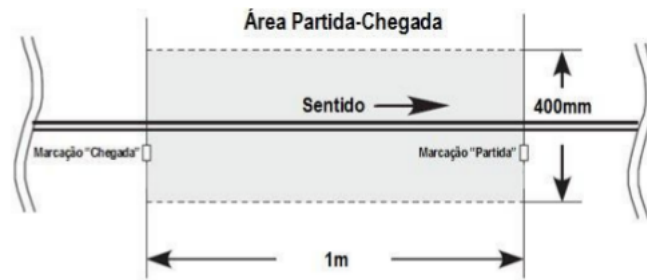 Área Partida-Chegada
Sentido
400mm
Marcação "Chegada"
Marcação "Partida"
1m